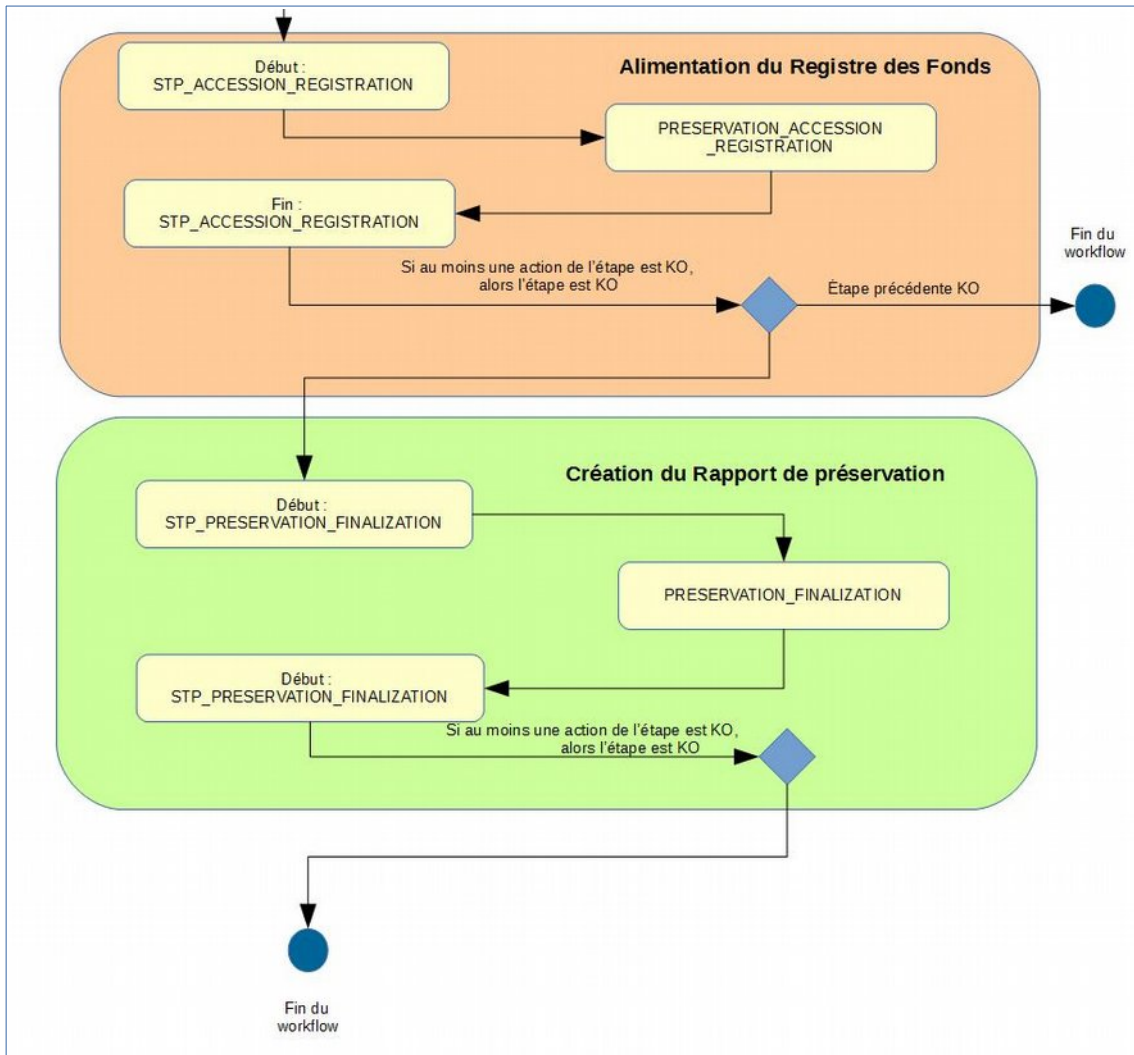 Alimentation du Registre des Fonds
Début :
STP_ACCESSION_REGISTRATION
PRESERVATION_ACCESSION
_REGISTRATION
Fin :
STP_ACCESSION_REGISTRATION
Si au moins une action de l'étape est KO,
alors l'étape est KO
Étape précédente KO
Fin du
workflow
Création du Rapport de préservation
Début :
STP_PRESERVATION_FINALIZATION
PRESERVATION_FINALIZATION
Début :
STP_PRESERVATION_FINALIZATION
Si au moins une action de l'étape est KO,
alors l'étape est KO
Fin du
workflow